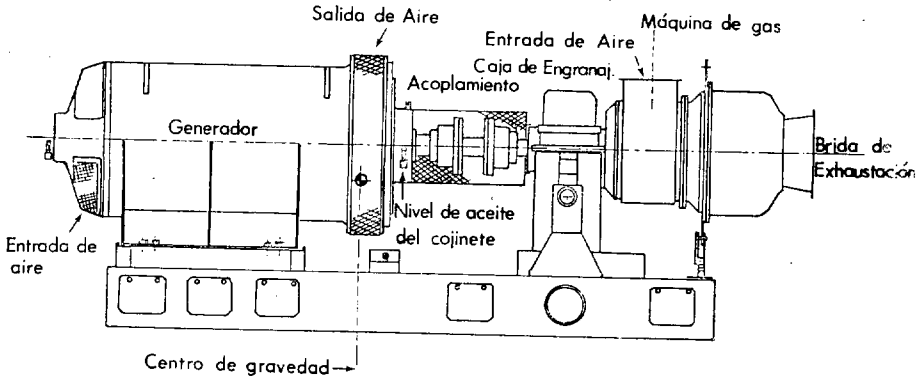 Salida de Aire
Máquina de gas
Entrada de Aire
Caja de Engranaj.
Acoplamiento
Generador
Brida de
Exhaustación
Nivel de aceite
del cojinete
Entrada de
aire
Centro de gravedad